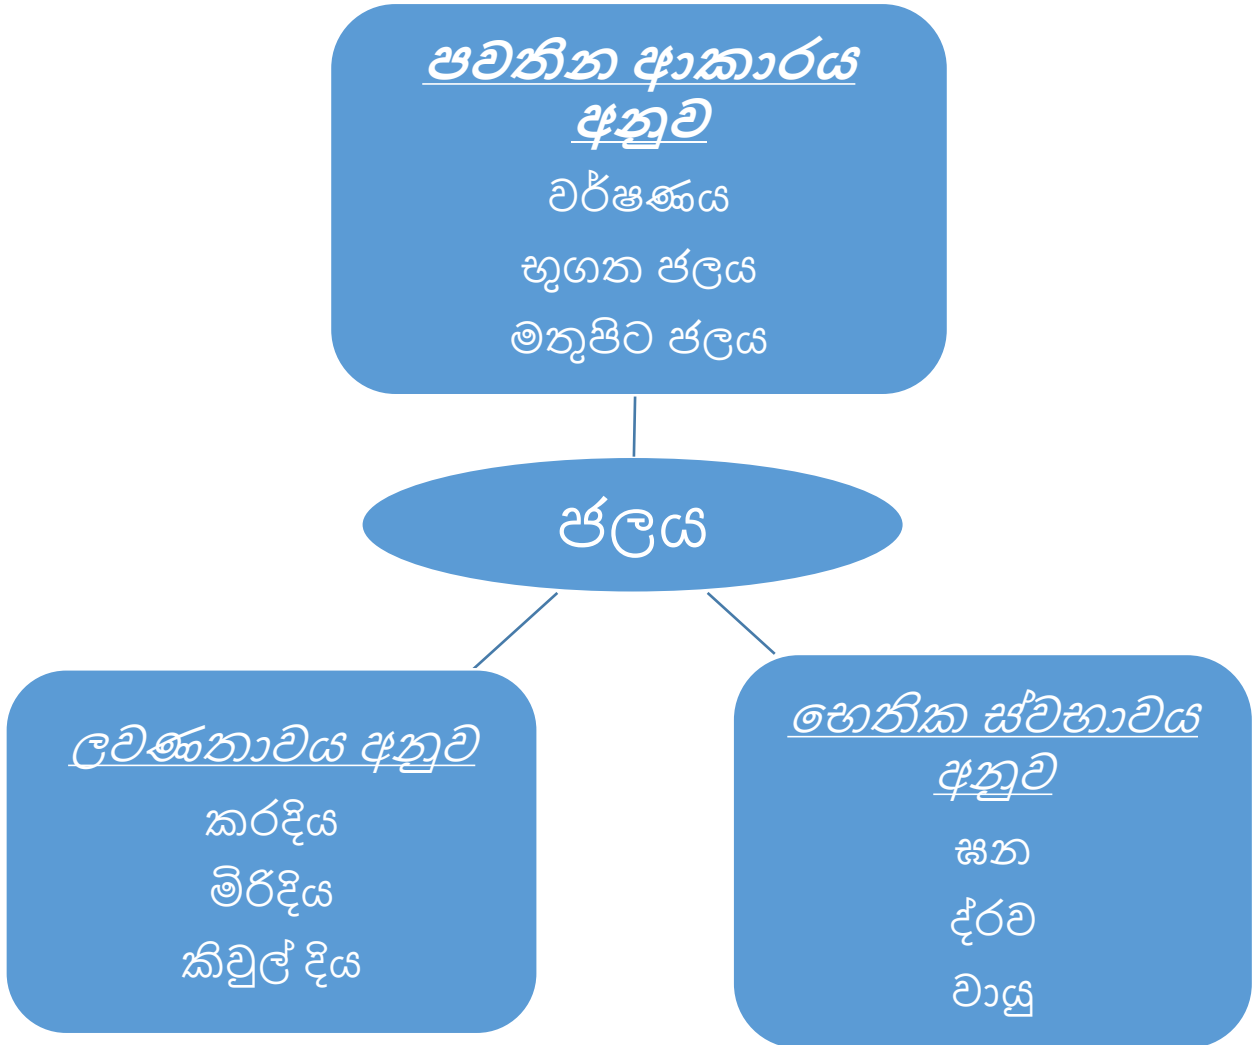 පවතින ආකාරය
අනුව
වර්ෂණය
භුගත ජලය
මතුපිට ජලය
ජලය
ලවණතාවය අනුව
කරදිය
මිරිදිය
කිවුල් දිය
භෙතික ස්වභාවය
අනුව
ඝන
ද්රව
වායු